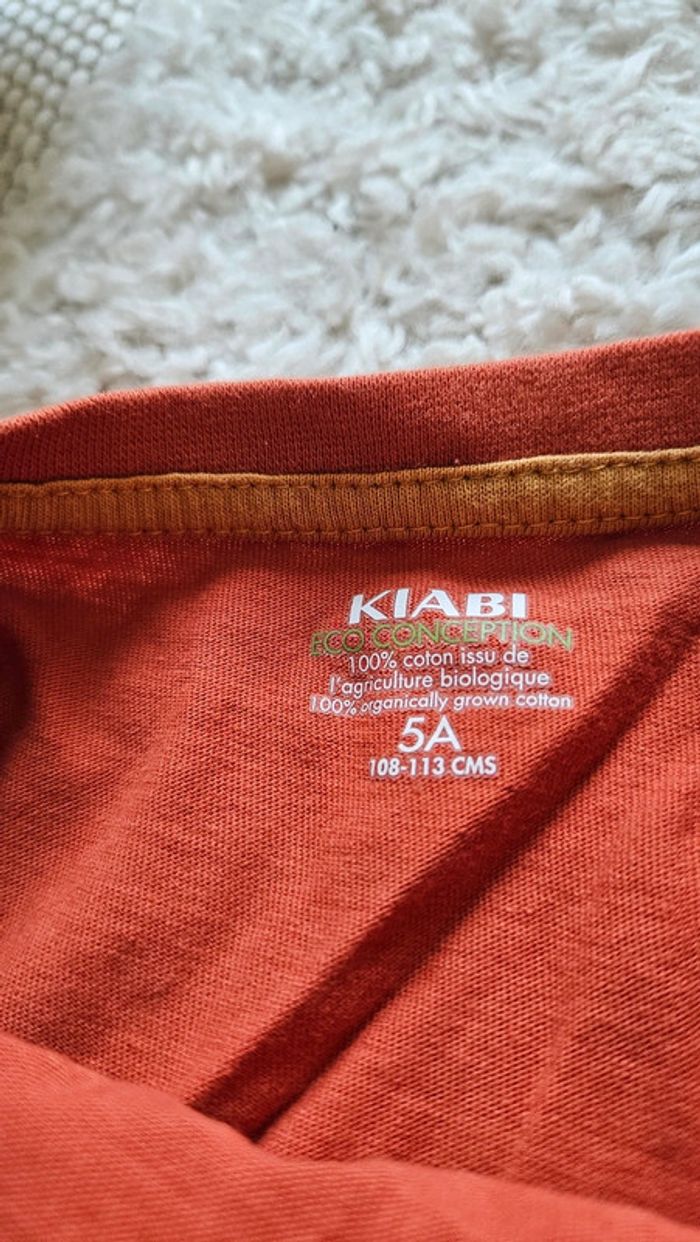 KIABI
ECO CONCEPTION
100% coton issu de
l'agriculture biologique
100% organically grown cotton
5A
108-113 CMS